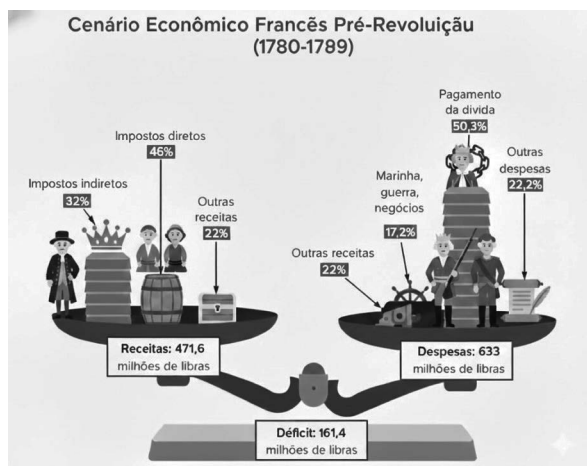 Cenário Econômico Francês Pré-Revoluiçãu
(1780-1789)
Impostos diretos
46%
Impostos indiretos
32%
Outras
receitas
22%
Receitas: 471,6
milhões de libras
Pagamento
da divida
50,3%
Outras
despesas
22,2%
Marinha,
guerra,
negócios
17,2%
Outras receitas
22%
Despesas: 633
milhões de libras
Déficit: 161,4
milhões de libras